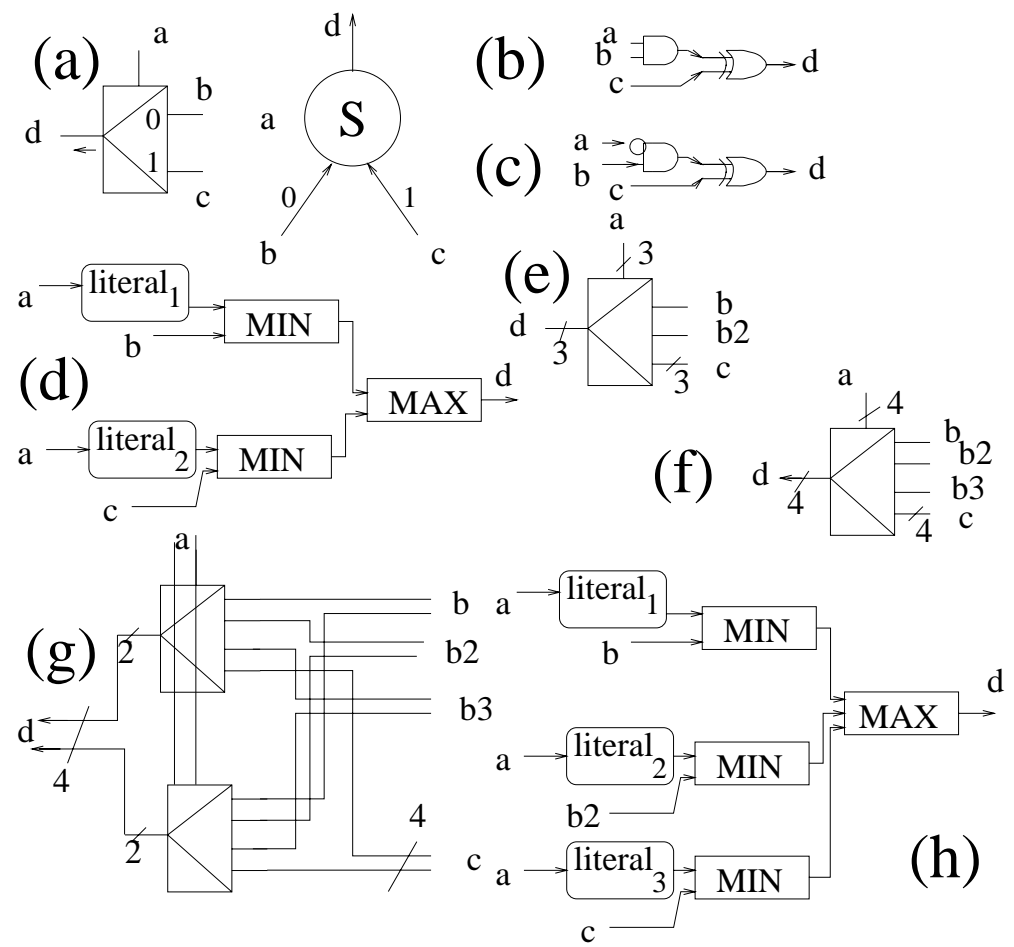 (a)
a
b
0
d
1
c
d
a
S
0
1
b
c
(b)
a
b
c
d
(c)
a
b
c
d
(d)
a
literal1
MIN
b
MAX
d
a
literal2
MIN
c
(e)
a
3
b
d
b2
3
3
c
(f)
a
4
b
b2
d
b3
4
4
c
(g)
a
b
2
b2
b3
d
4
4
2
c
(h)
a
literal1
MIN
b
d
MAX
a
literal2
MIN
b2
a
literal3
MIN
c